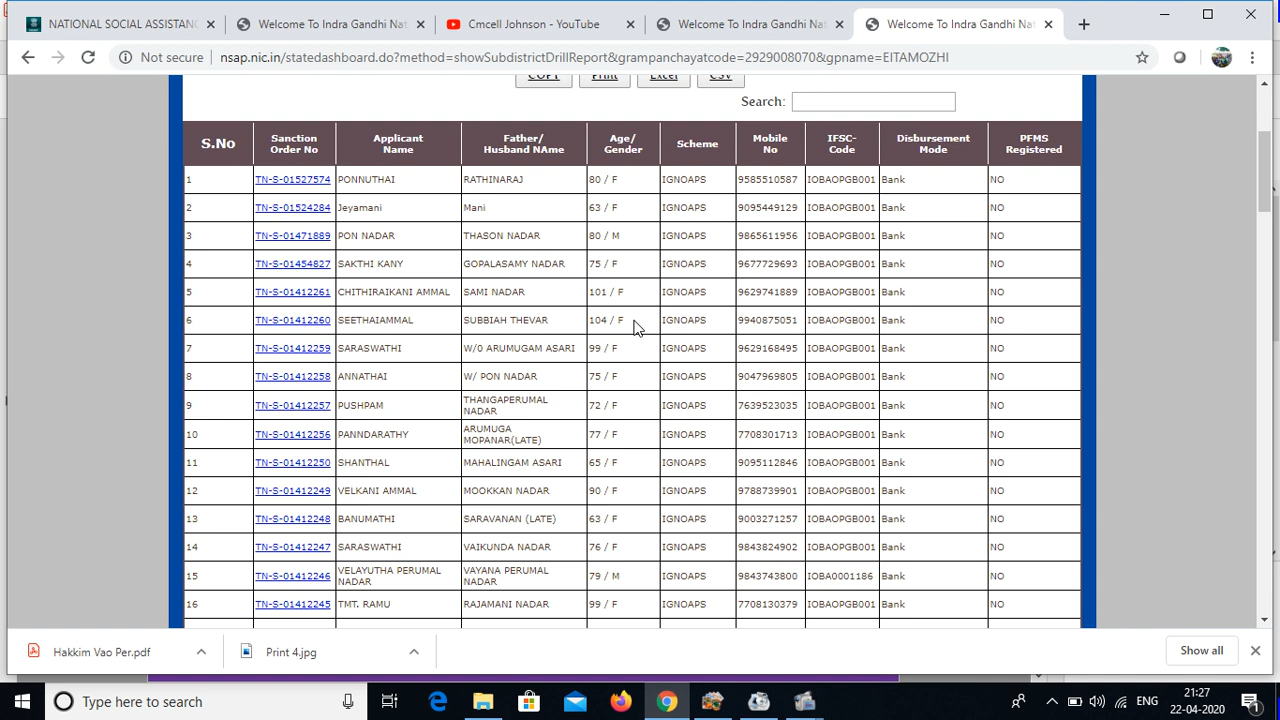 NATIONAL SOCIAL ASSISTANC
Welcome To Indra Gandhi Nat
Cmcell Johnson - YouTube
Welcome To Indra Gandhi Nat
Welcome To Indra Gandhi Nat
Not secure nsap.nic.in/statedashboard.do?method=showSubdistrictDrillReport&grampanchayatcode=2929003070&gpname=EITAMOZHI
COPY Print Excel CSV
Search:
S.No Sanction Order No Applicant Name Father/ Husband NAme Age/ Gender Scheme Mobile No IFSC- Code Disbursement Mode PFMS Registered
1 TN-S-01527574 PONNUTHAI RATHINARAJ 80 / F IGNOAPS 9585510587 IOBAOPGB001 Bank NO
2 TN-S-01524284 Jeyamani Mani 63 / F IGNOAPS 9095449129 IOBAOPGB001 Bank NO
3 TN-S-01471889 PON NADAR THASON NADAR 80 / M IGNOAPS 9865611956 IOBAOPGB001 Bank NO
4 TN-S-01454827 SAKTHI KANY GOPALASAMY NADAR 75 / F IGNOAPS 9677729693 IOBAOPGB001 Bank NO
5 TN-S-01412261 CHITHIRAIKANI AMMAL SAMI NADAR 101 / F IGNOAPS 9629741889 IOBAOPGB001 Bank NO
6 TN-S-01412260 SEETHAIAMMAL SUBBIAH THEVAR 104 / F IGNOAPS 9940875051 IOBAOPGB001 Bank NO
7 TN-S-01412259 SARASWATHI W/0 ARUMUGAM ASARI 99 / F IGNOAPS 9629168495 IOBAOPGB001 Bank NO
8 TN-S-01412258 ANNATHAI W/ PON NADAR 75 / F IGNOAPS 9047969805 IOBAOPGB001 Bank NO
9 TN-S-01412257 PUSHPAM THANGAPERUMAL NADAR 72 / F IGNOAPS 7639523035 IOBAOPGB001 Bank NO
10 TN-S-01412256 PANNDARATHY ARUMUGA MOPANAR(LATE) 77 / F IGNOAPS 7708301713 IOBAOPGB001 Bank NO
11 TN-S-01412250 SHANTHAL MAHALINGAM ASARI 65 / F IGNOAPS 9095112846 IOBAOPGB001 Bank NO
12 TN-S-01412249 VELKANI AMMAL MOOKKAN NADAR 90 / F IGNOAPS 9788739901 IOBAOPGB001 Bank NO
13 TN-S-01412248 BANUMATHI SARAVANAN (LATE) 63 / F IGNOAPS 9003271257 IOBAOPGB001 Bank NO
14 TN-S-01412247 SARASWATHI VAIKUNDA NADAR 76 / F IGNOAPS 9843824902 IOBAOPGB001 Bank NO
15 TN-S-01412246 VELAYUTHA PERUMAL NADAR VAYANA PERUMAL NADAR 79 / M IGNOAPS 9843743800 IOBA0001186 Bank NO
16 TN-S-01412245 TMT. RAMU RAJAMANI NADAR 99 / F IGNOAPS 7708130379 IOBAOPGB001 Bank NO
Hakkim Vao Per.pdf
Print 4.jpg
Show all
Type here to search
ENG
21:27
22-04-2020
1